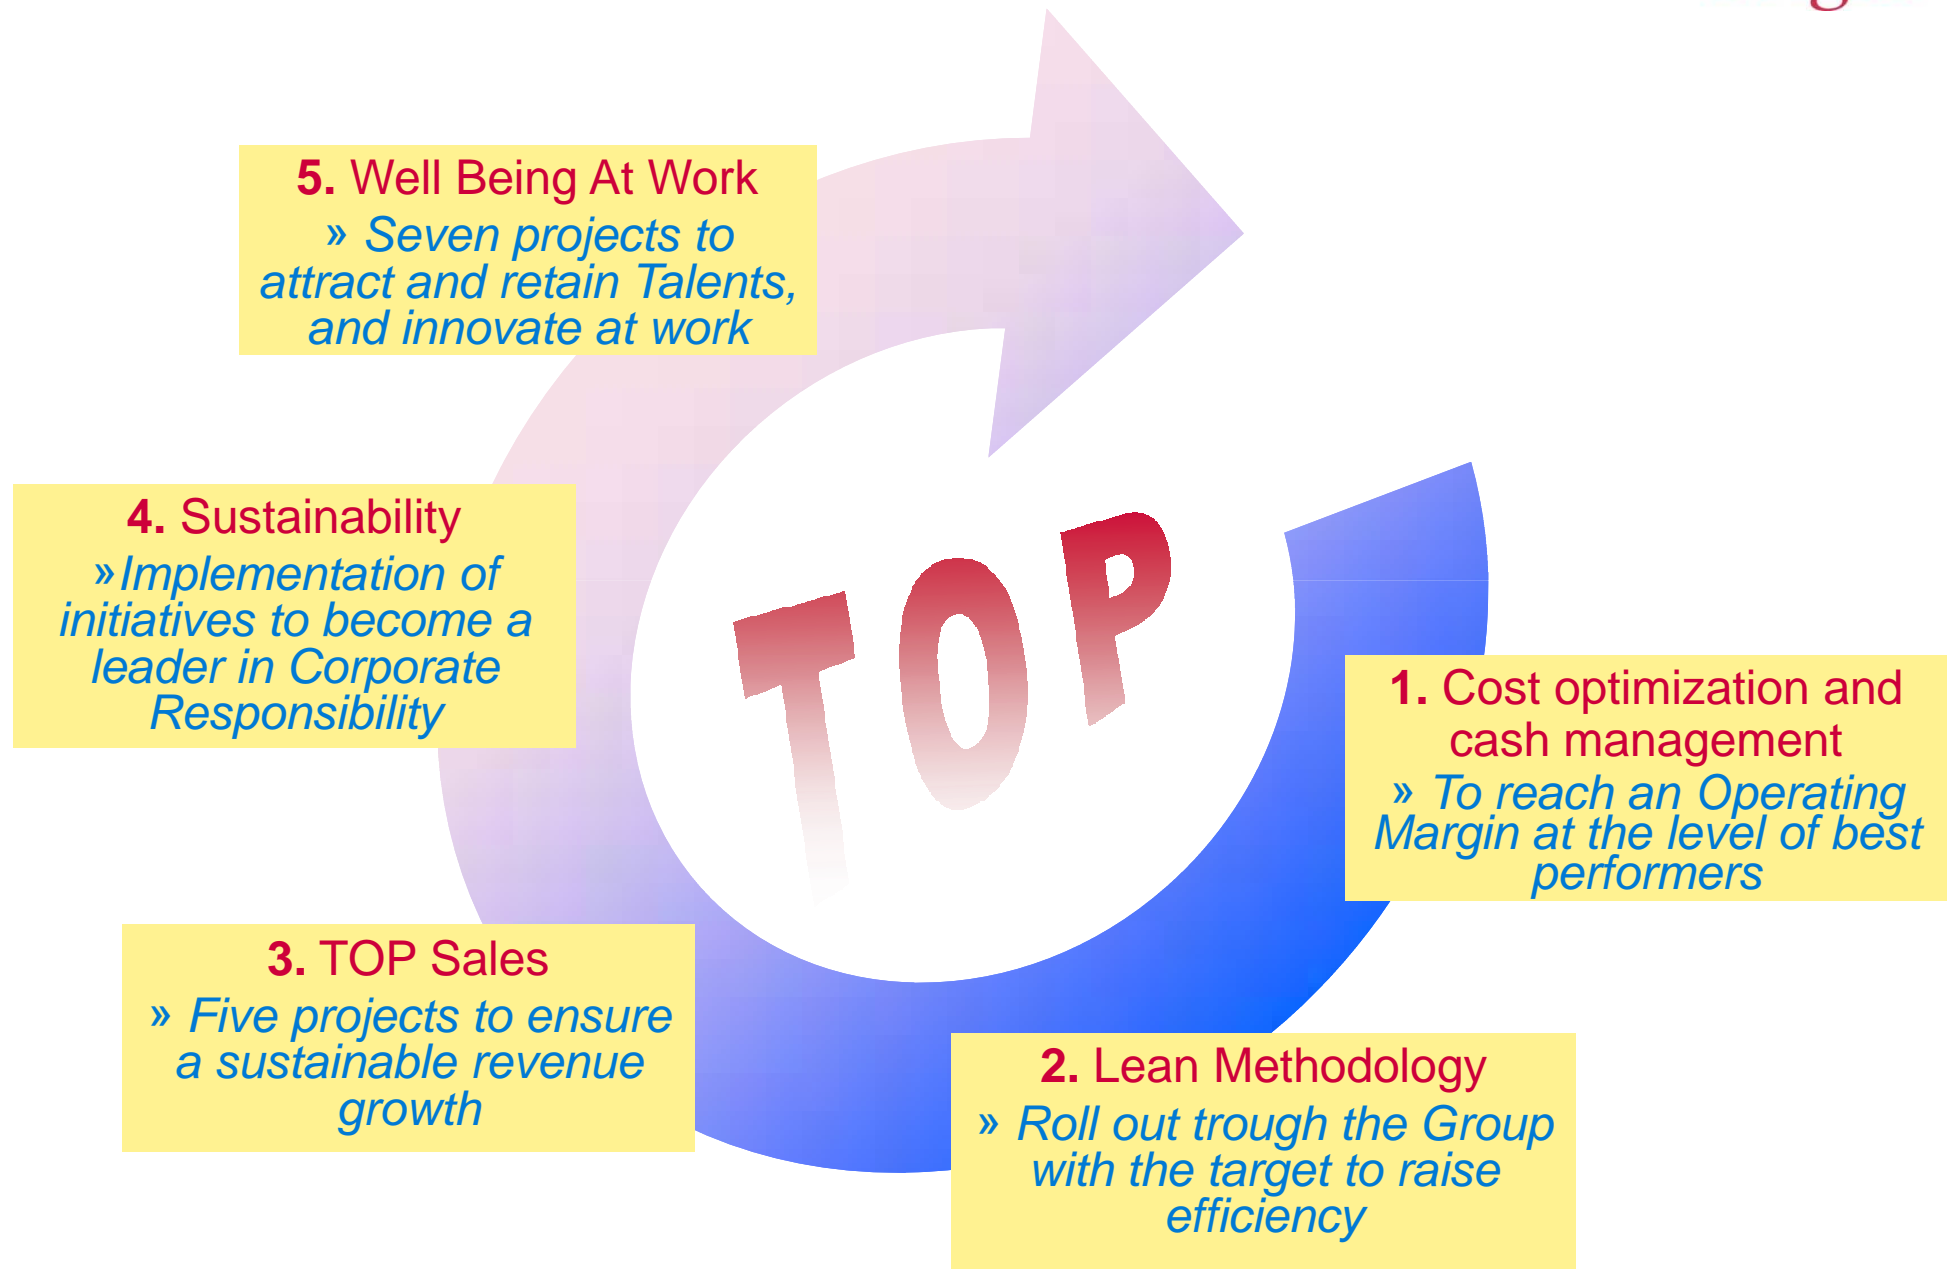 5. Well Being At Work
» Seven projects to
attract and retain Talents,
and innovate at work
4. Sustainability
»Implementation of
initiatives to become a
leader in Corporate
Responsibility
TOP
1. Cost optimization and
cash management
» To reach an Operating
Margin at the level of best
performers
3. TOP Sales
» Five projects to ensure
a sustainable revenue
growth
2. Lean Methodology
» Roll out trough the Group
with the target to raise
efficiency